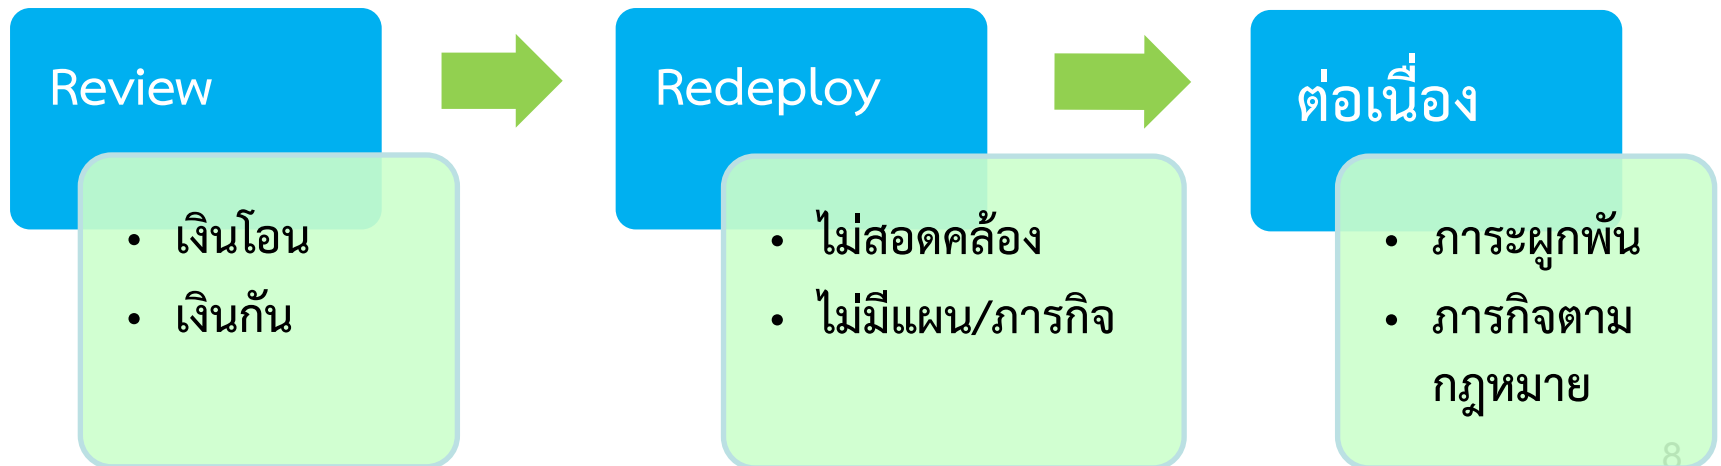 Review
• เงินโอน
• เงินกัน
Redeploy
• ไม่สอดคล้อง
• ไม่มีแผน/ภารกิจ
ต่อเนื่อง
• ภาระผูกพัน
• ภารกิจตาม
กฎหมาย
8